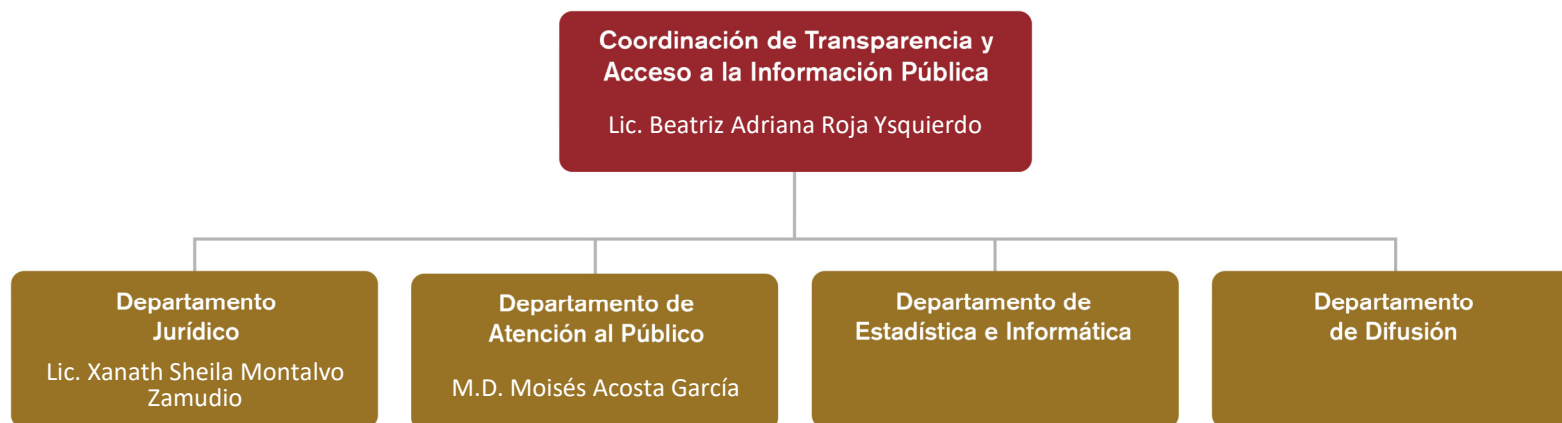 Coordinación de Transparencia y
Acceso a la Información Pública
Lic. Beatriz Adriana Roja Ysquierdo
Departamento
Jurídico
Lic. Xanath Sheila Montalvo
Zamudio
Departamento de
Atención al Público
M.D. Moisés Acosta García
Departamento de
Estadística e Informática
Departamento
de Difusión